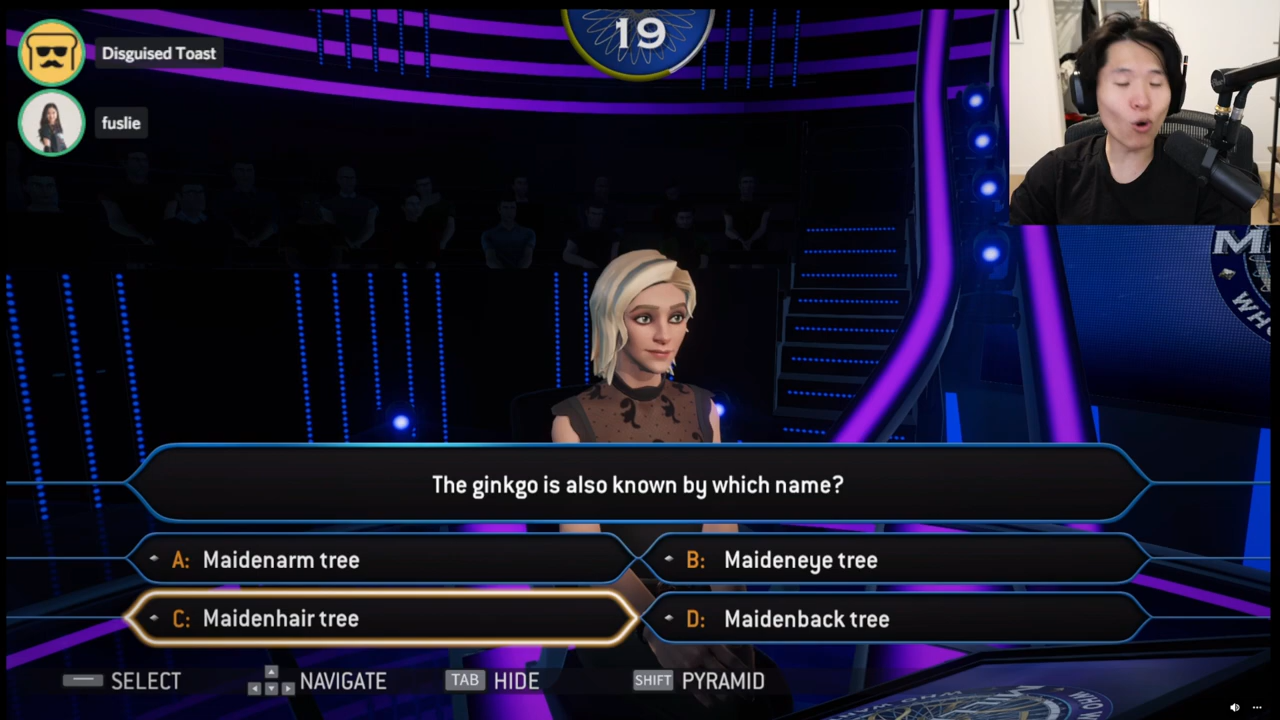 19
Disguised Toast
fuslie
The ginkgo is also known by which name?
A: Maidenarm tree
B: Maideneye tree
C: Maidenhair tree
D: Maidenback tree
SELECT
NAVIGATE
TAB HIDE
SHIFT PYRAMID